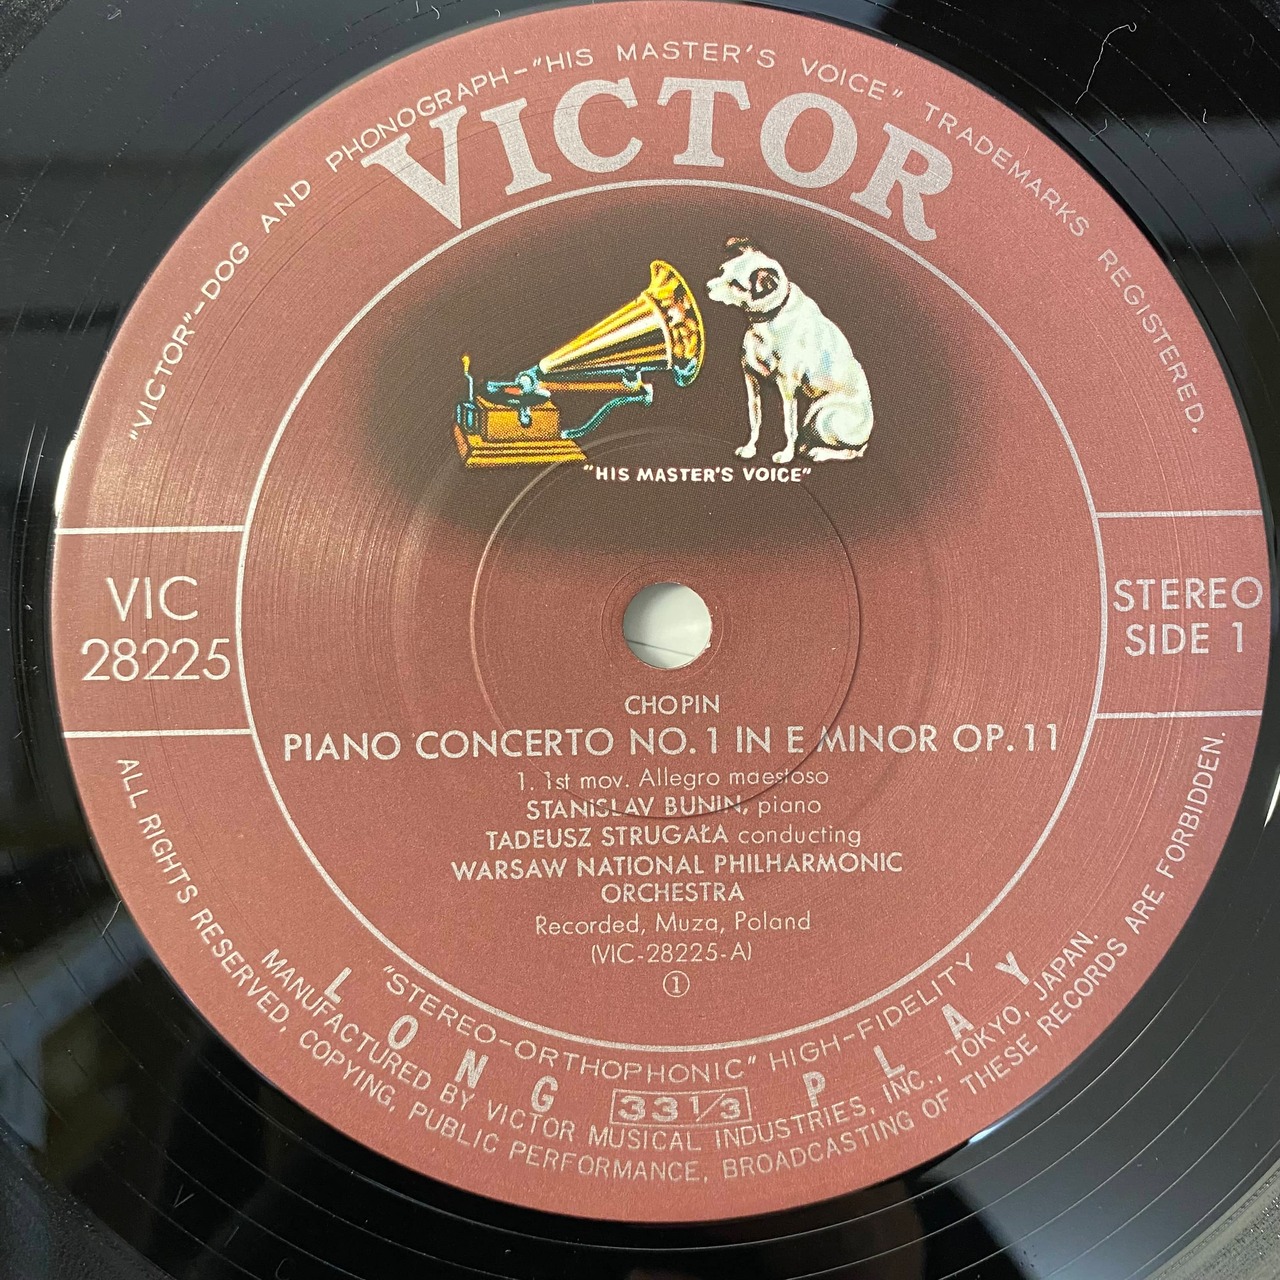 "VICTOR"-DOG AND PHONOGRAPH-"HIS MASTER'S VOICE" TRADEMARKS REGISTERED.
VICTOR
"HIS MASTER'S VOICE"
VIC
28225
STEREO
SIDE 1
CHOPIN
PIANO CONCERTO NO. 1 IN E MINOR OP. 11
1. 1st mov. Allegro maestoso
STANISLAV BUNIN, piano
TADEUSZ STRUGAŁA conducting
WARSAW NATIONAL PHILHARMONIC
ORCHESTRA
Recorded, Muza, Poland
(VIC-28225-A)
①
"STEREO-ORTHOPHONIC" HIGH-FIDELITY
LONG 33 1/3 PLAY
MANUFACTURED BY VICTOR MUSICAL INDUSTRIES, INC., TOKYO, JAPAN.
ALL RIGHTS RESERVED, COPYING, PUBLIC PERFORMANCE, BROADCASTING OF THESE RECORDS ARE FORBIDDEN.